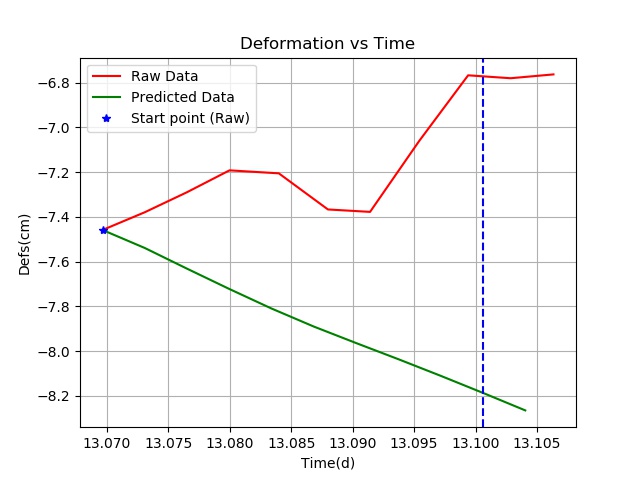 Deformation vs Time
Raw Data
Predicted Data
Start point (Raw)
Defs(cm)
−6.8
−7.0
−7.2
−7.4
−7.6
−7.8
−8.0
−8.2
13.070 13.075 13.080 13.085 13.090 13.095 13.100 13.105
Time(d)